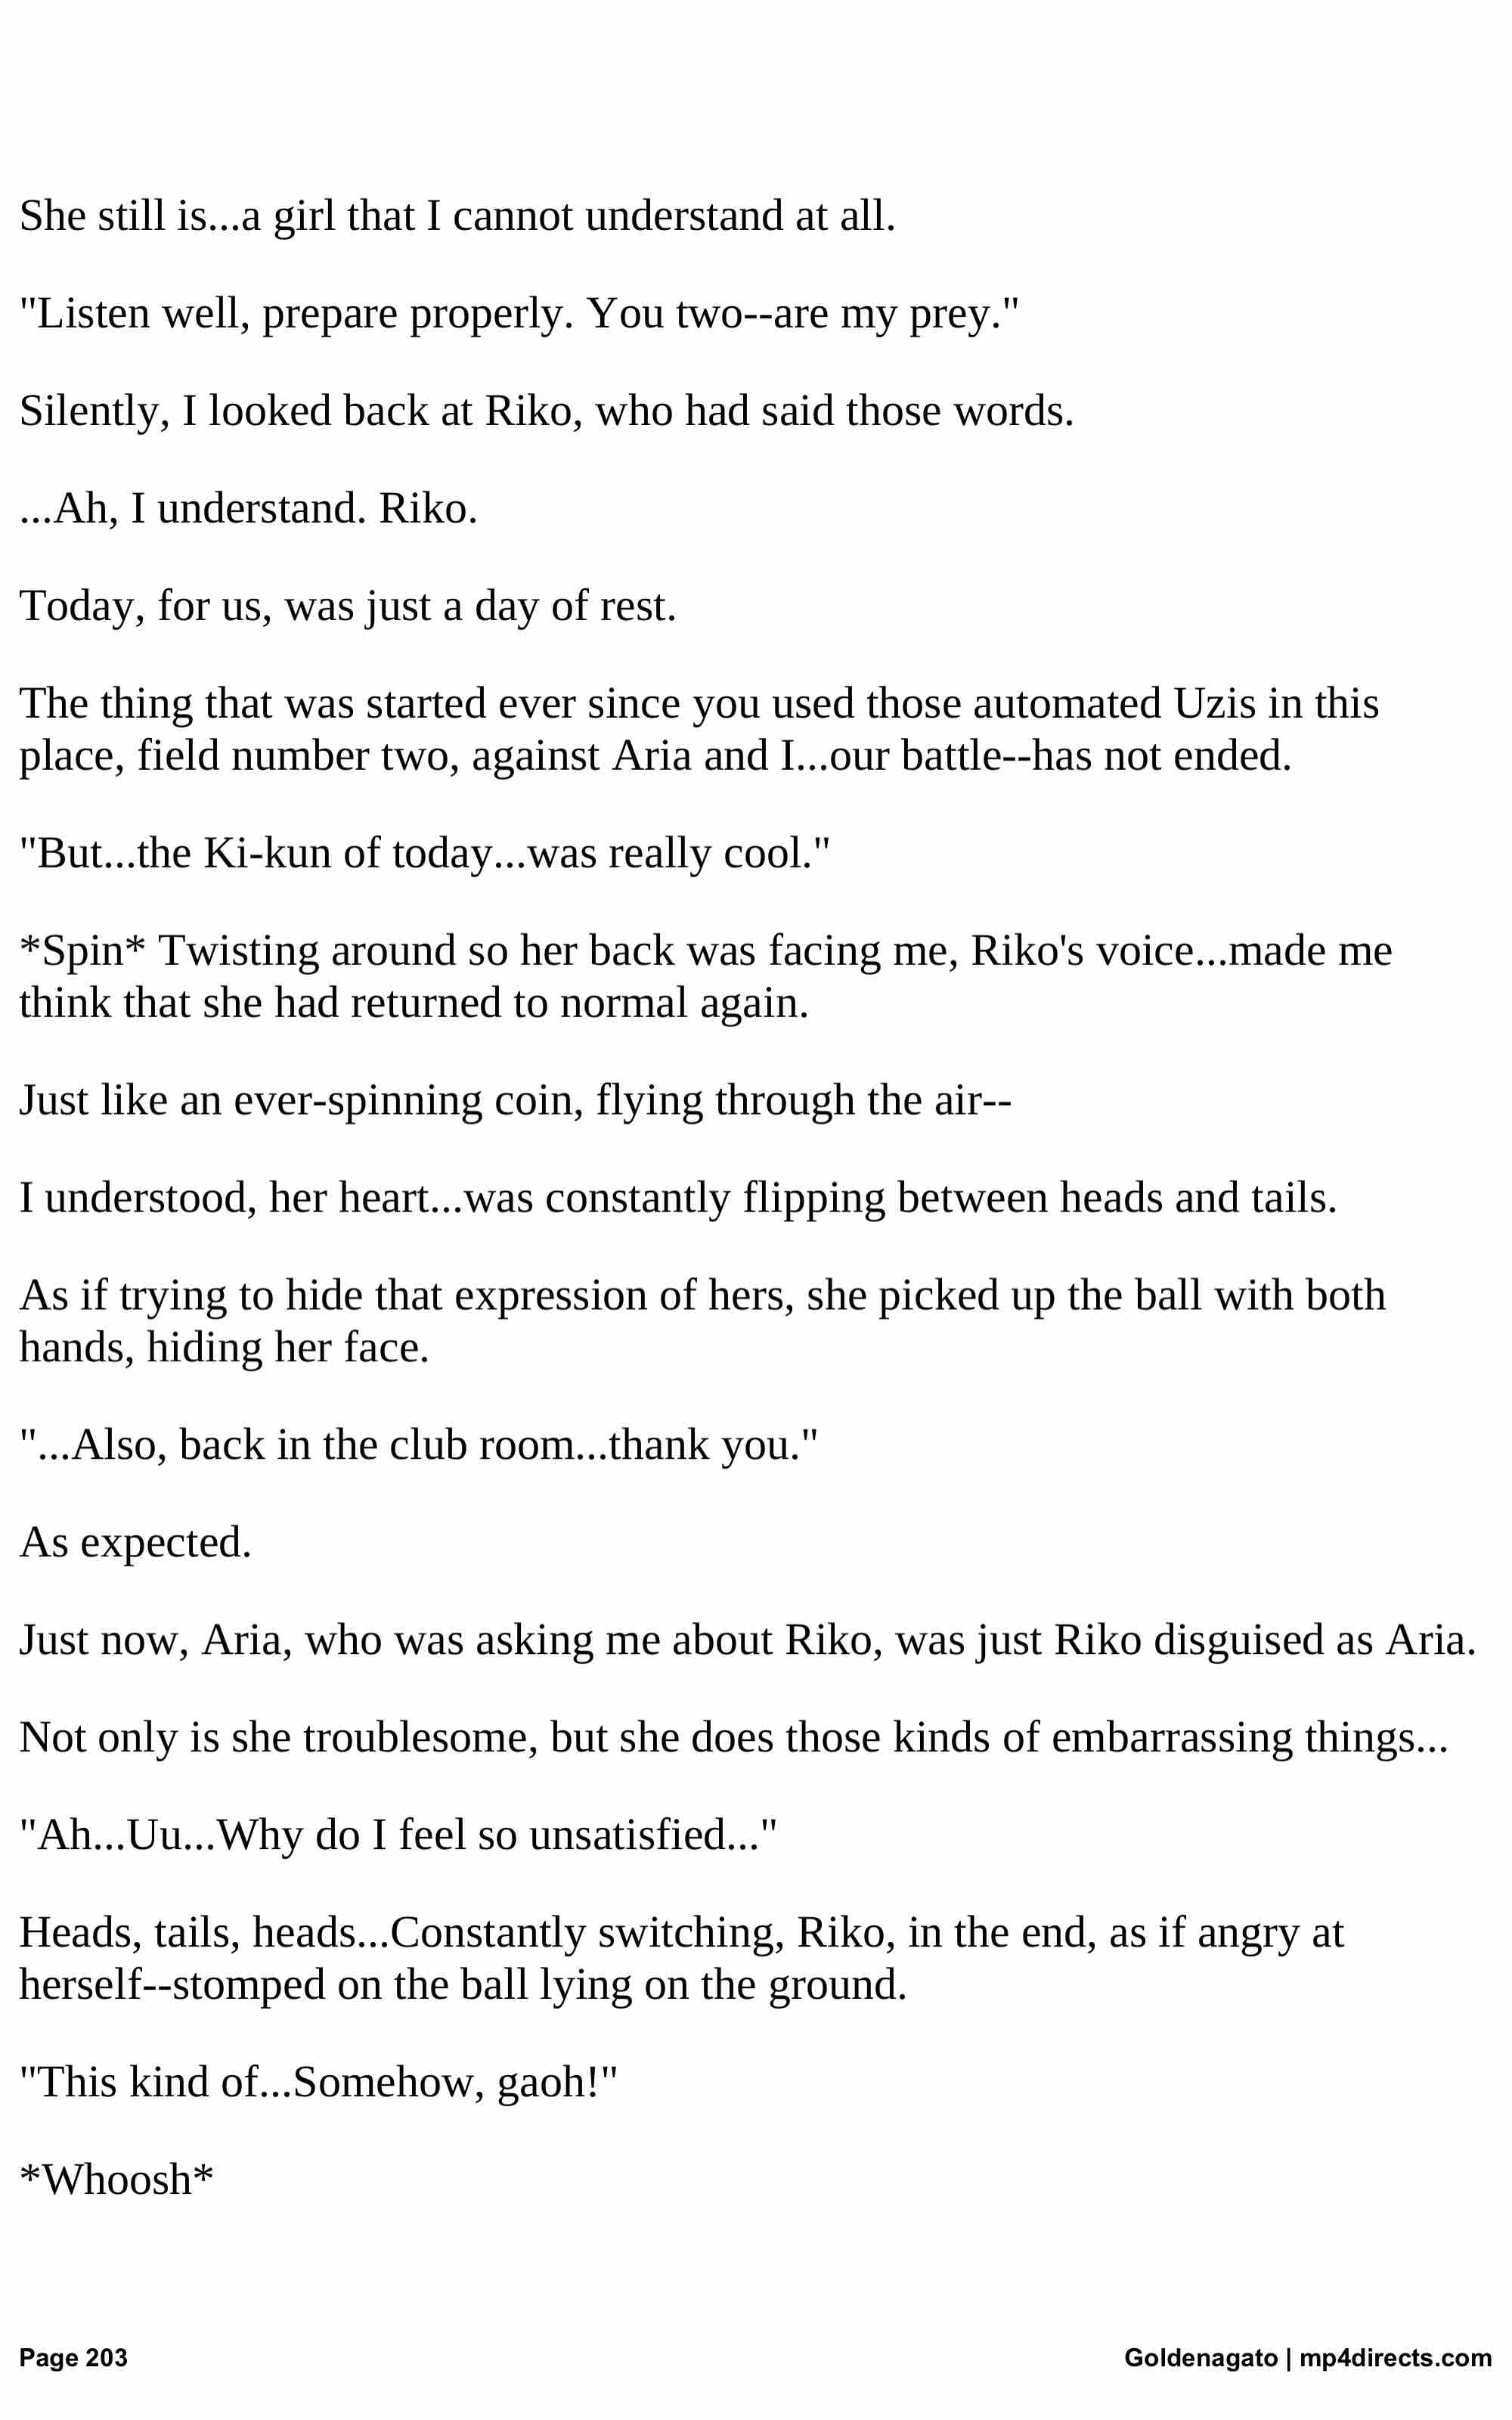 She still is...a girl that I cannot understand at all.
"Listen well, prepare properly. You two--are my prey."
Silently, I looked back at Riko, who had said those words.
...Ah, I understand. Riko.
Today, for us, was just a day of rest.
The thing that was started ever since you used those automated Uzis in this
place, field number two, against Aria and I...our battle--has not ended.
"But...the Ki-kun of today...was really cool."
*Spin* Twisting around so her back was facing me, Riko's voice...made me
think that she had returned to normal again.
Just like an ever-spinning coin, flying through the air--
I understood, her heart...was constantly flipping between heads and tails.
As if trying to hide that expression of hers, she picked up the ball with both
hands, hiding her face.
"...Also, back in the club room...thank you."
As expected.
Just now, Aria, who was asking me about Riko, was just Riko disguised as Aria.
Not only is she troublesome, but she does those kinds of embarrassing things...
"Ah...Uu...Why do I feel so unsatisfied..."
Heads, tails, heads...Constantly switching, Riko, in the end, as if angry at
herself--stomped on the ball lying on the ground.
"This kind of...Somehow, gaoh!"
*Whoosh*
Page 203
Goldenagato | mp4directs.com